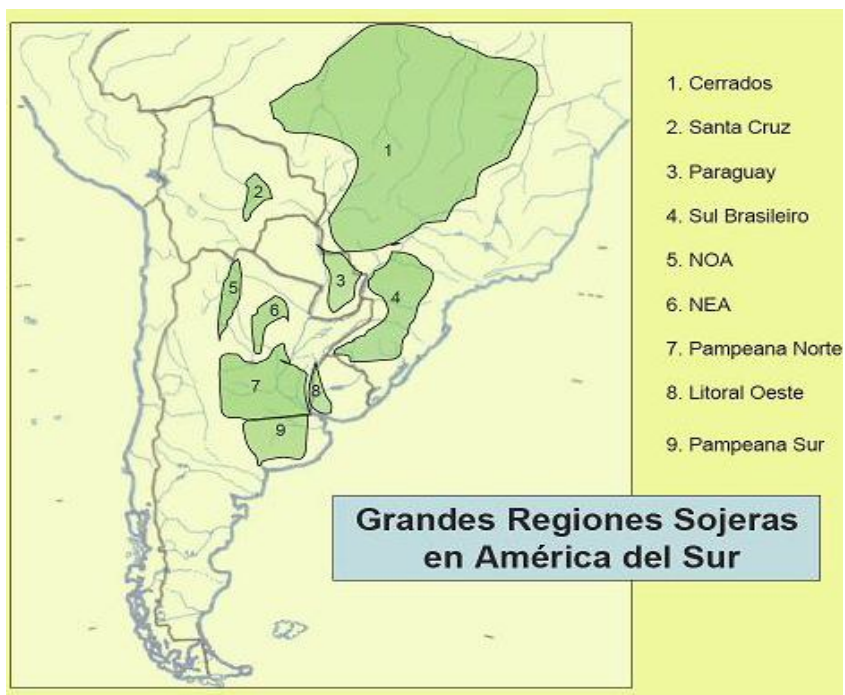 1
2
3
4
5
6
7
8
9
1. Cerrados
2. Santa Cruz
3. Paraguay
4. Sul Brasileiro
5. NOA
6. NEA
7. Pampeana Norte
8. Litoral Oeste
9. Pampeana Sur
Grandes Regiones Sojeras
en América del Sur